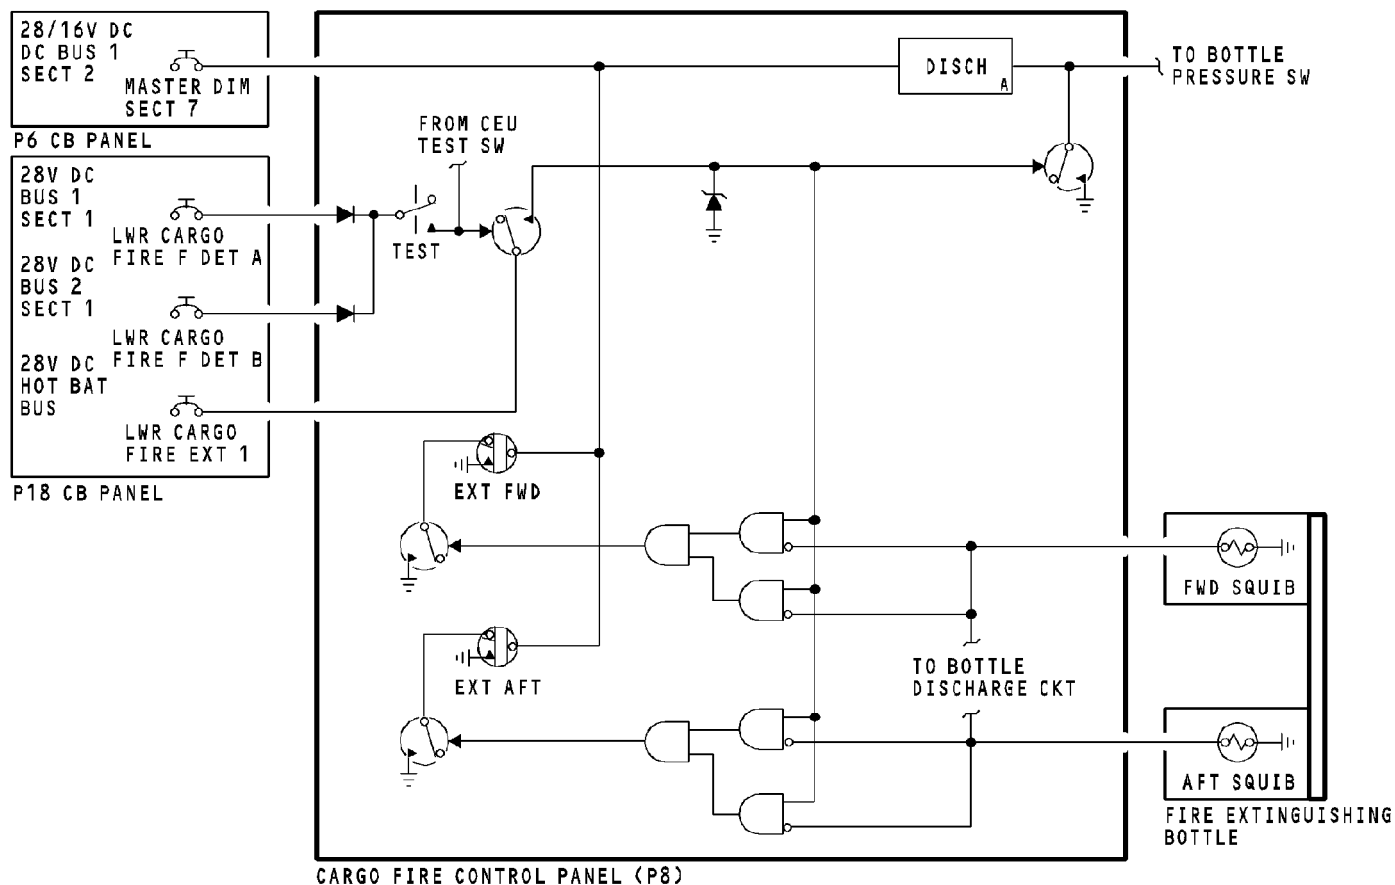 28/16V DC
DC BUS 1
SECT 2
MASTER DIM
SECT 7
P6 CB PANEL
28V DC
BUS 1
SECT 1
LWR CARGO
FIRE F DET A
28V DC
BUS 2
SECT 1
LWR CARGO
FIRE F DET B
28V DC
HOT BAT
BUS
LWR CARGO
FIRE EXT 1
P18 CB PANEL
FROM CEU
TEST SW
TEST
DISCH
A
TO BOTTLE
PRESSURE SW
EXT FWD
EXT AFT
TO BOTTLE
DISCHARGE CKT
FWD SQUIB
AFT SQUIB
FIRE EXTINGUISHING
BOTTLE
CARGO FIRE CONTROL PANEL (P8)